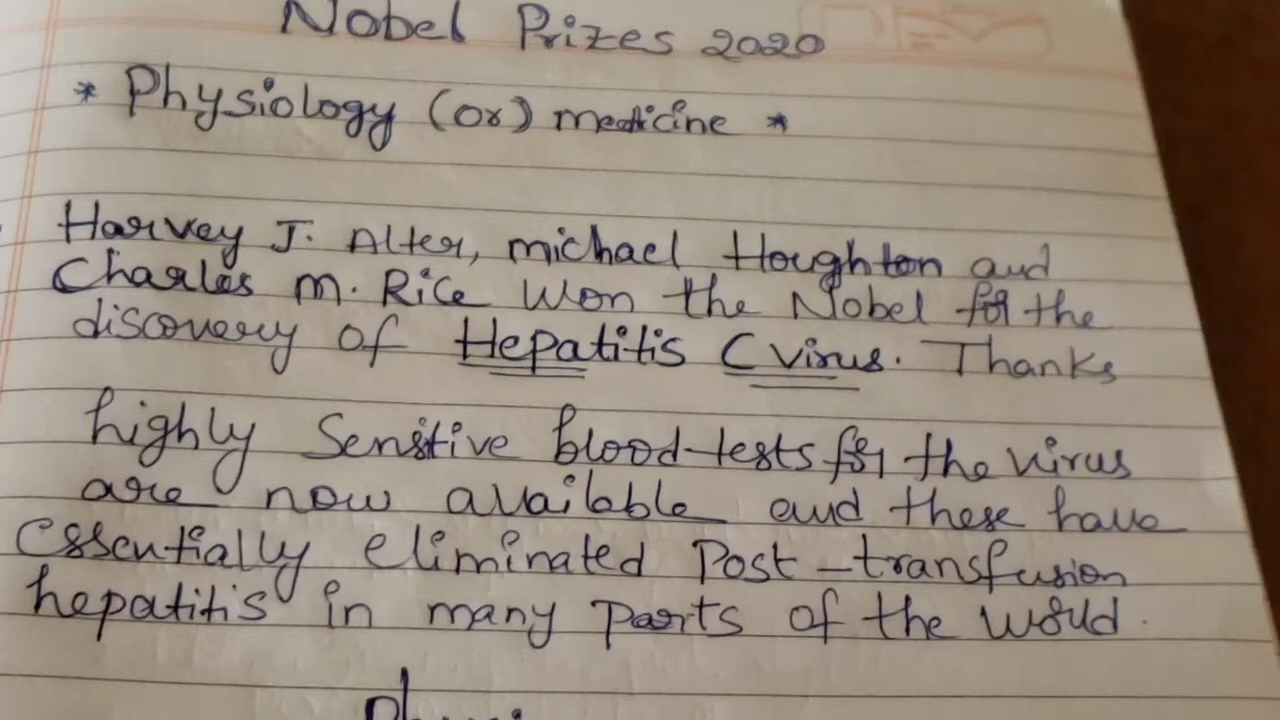 Nobel Prizes 2020
* Physiology (or) medicine *
Harvey J. Alter, michael Houghton and
Charles M. Rice Won the Nobel for the
discovery of Hepatitis C virus. Thanks
highly Sensitive blood-tests for the virus
are now available and these have
essentially eliminated Post-transfusion
hepatitis in many parts of the world.